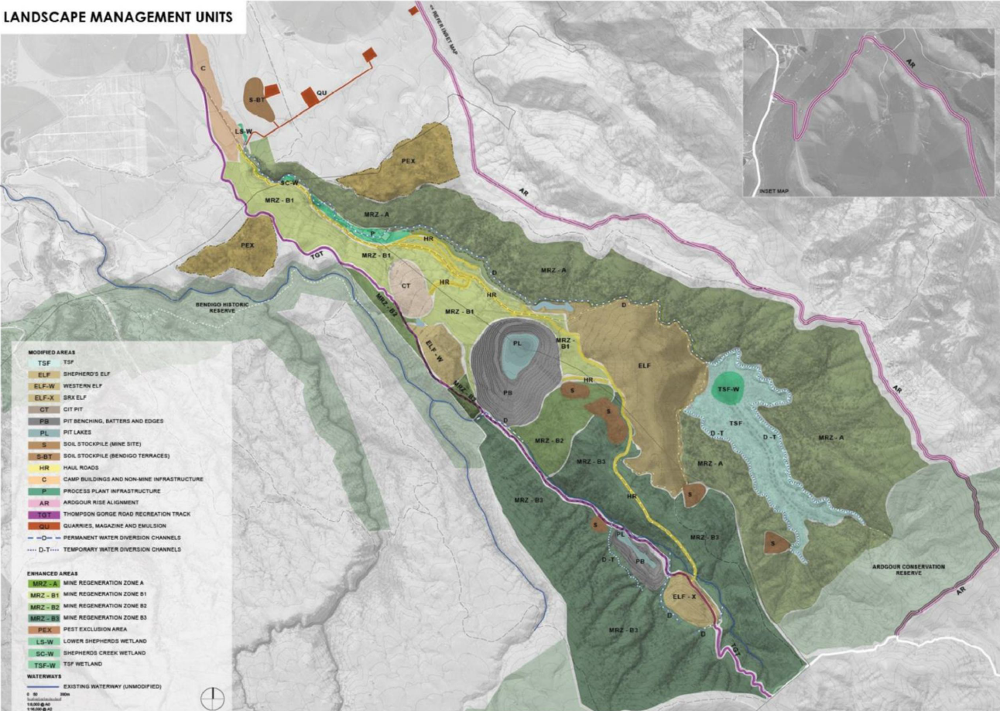 LANDSCAPE MANAGEMENT UNITS
<< REFER INSET MAP
AR
INSET MAP
C
S-BT
QU
LS-W
PEX
SC-W
MRZ - B1
MRZ - A
AR
PEX
P
HR
TGT
MRZ - B1
D
MRZ - A
CT
HR
HR
BENDIGO HISTORIC
RESERVE
MRZ - B2
MRZ - B1
D
ELF - W
PL
MRZ -
B1
ELF
HR
S
TSF-W
AR
PB
S
D
TSF
D - T
D - T
MRZ - A
MRZ - B2
MRZ - B3
MRZ - A
S
HR
MRZ - B3
S
PL
MRZ - B3
S
D - T
PB
ARDGOUR CONSERVATION
RESERVE
AR
ELF - X
D
D
MRZ - B3
TGT
MODIFIED AREAS
TSF TSF
ELF SHEPHERD'S ELF
ELF-W WESTERN ELF
ELF-X SRX ELF
CT CIT PIT
PB PIT BENCHING, BATTERS AND EDGES
PL PIT LAKES
S SOIL STOCKPILE (MINE SITE)
S-BT SOIL STOCKPILE (BENDIGO TERRACES)
HR HAUL ROADS
C CAMP BUILDINGS AND NON-MINE INFRASTRUCTURE
P PROCESS PLANT INFRASTRUCTURE
AR ARDGOUR RISE ALIGNMENT
TGT THOMPSON GORGE ROAD RECREATION TRACK
QU QUARRIES, MAGAZINE AND EMULSION
D PERMANENT WATER DIVERSION CHANNELS
D-T TEMPORARY WATER DIVERSION CHANNELS
ENHANCED AREAS
MRZ - A MINE REGENERATION ZONE A
MRZ - B1 MINE REGENERATION ZONE B1
MRZ - B2 MINE REGENERATION ZONE B2
MRZ - B3 MINE REGENERATION ZONE B3
PEX PEST EXCLUSION AREA
LS-W LOWER SHEPHERDS WETLAND
SC-W SHEPHERDS CREEK WETLAND
TSF-W TSF WETLAND
WATERWAYS
EXISTING WATERWAY (UNMODIFIED)